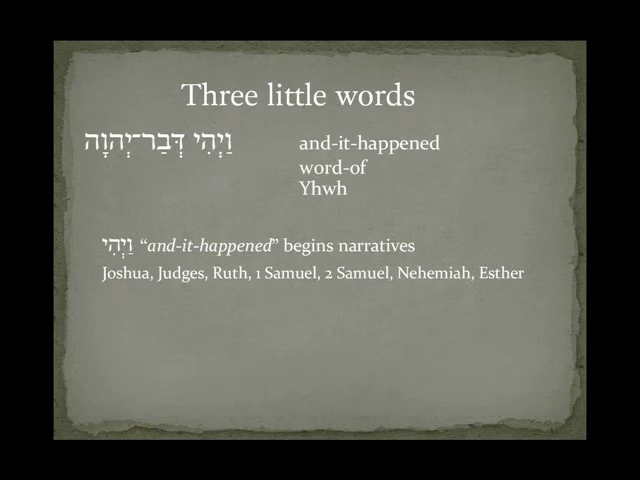 Three little words
וַיְהִי דְּבַר־יְהוָה
and-it-happened
word-of
Yhwh
וַיְהִי “and-it-happened” begins narratives
Joshua, Judges, Ruth, 1 Samuel, 2 Samuel, Nehemiah, Esther